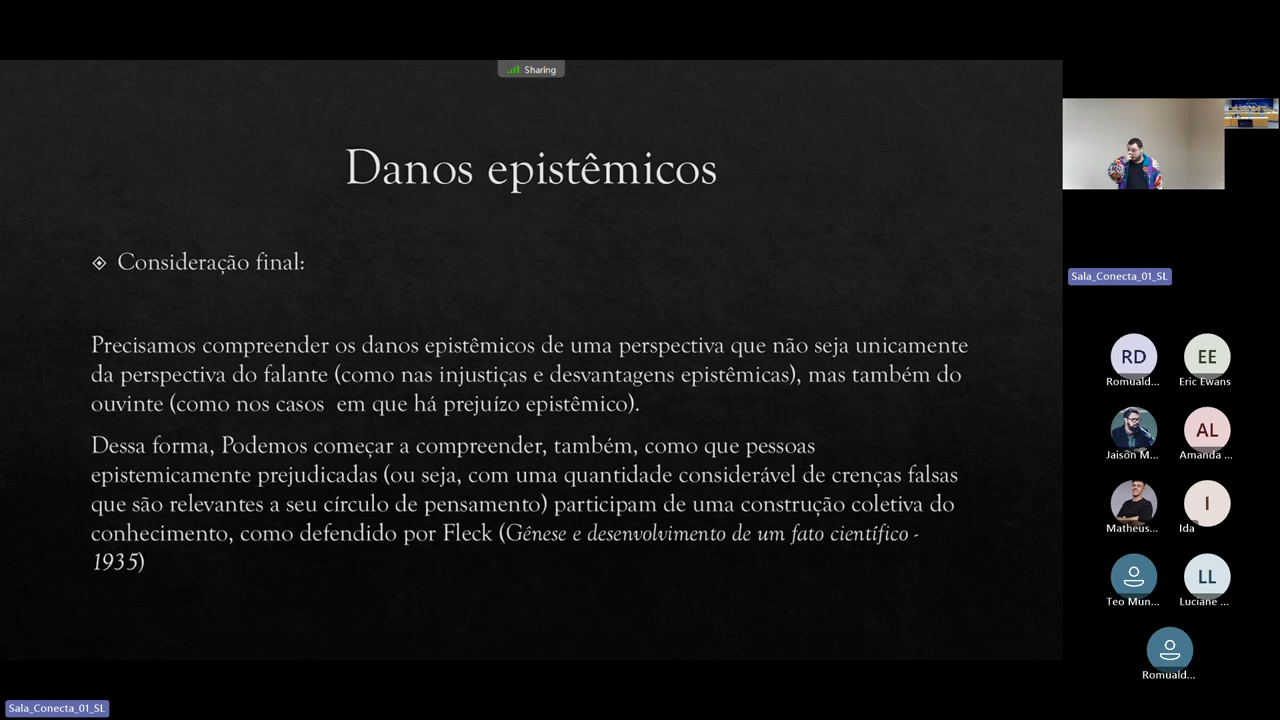 Sharing
Danos epistêmicos
Consideração final:
Precisamos compreender os danos epistêmicos de uma perspectiva que não seja unicamente
da perspectiva do falante (como nas injustiças e desvantagens epistêmicas), mas também do
ouvinte (como nos casos em que há prejuízo epistêmico).
Dessa forma, Podemos começar a compreender, também, como que pessoas
epistemicamente prejudicadas (ou seja, com uma quantidade considerável de crenças falsas
que são relevantes a seu círculo de pensamento) participam de uma construção coletiva do
conhecimento, como defendido por Fleck (Gênese e desenvolvimento de um fato científico -
1935)
Sala_Conecta_01_SL
RD
EE
Romuald...
Eric Ewans
AL
Jaison M...
Amanda ...
I
Matheus...
Ida
LL
Teo Mun...
Luciane ...
Romuald...
Sala_Conecta_01_SL